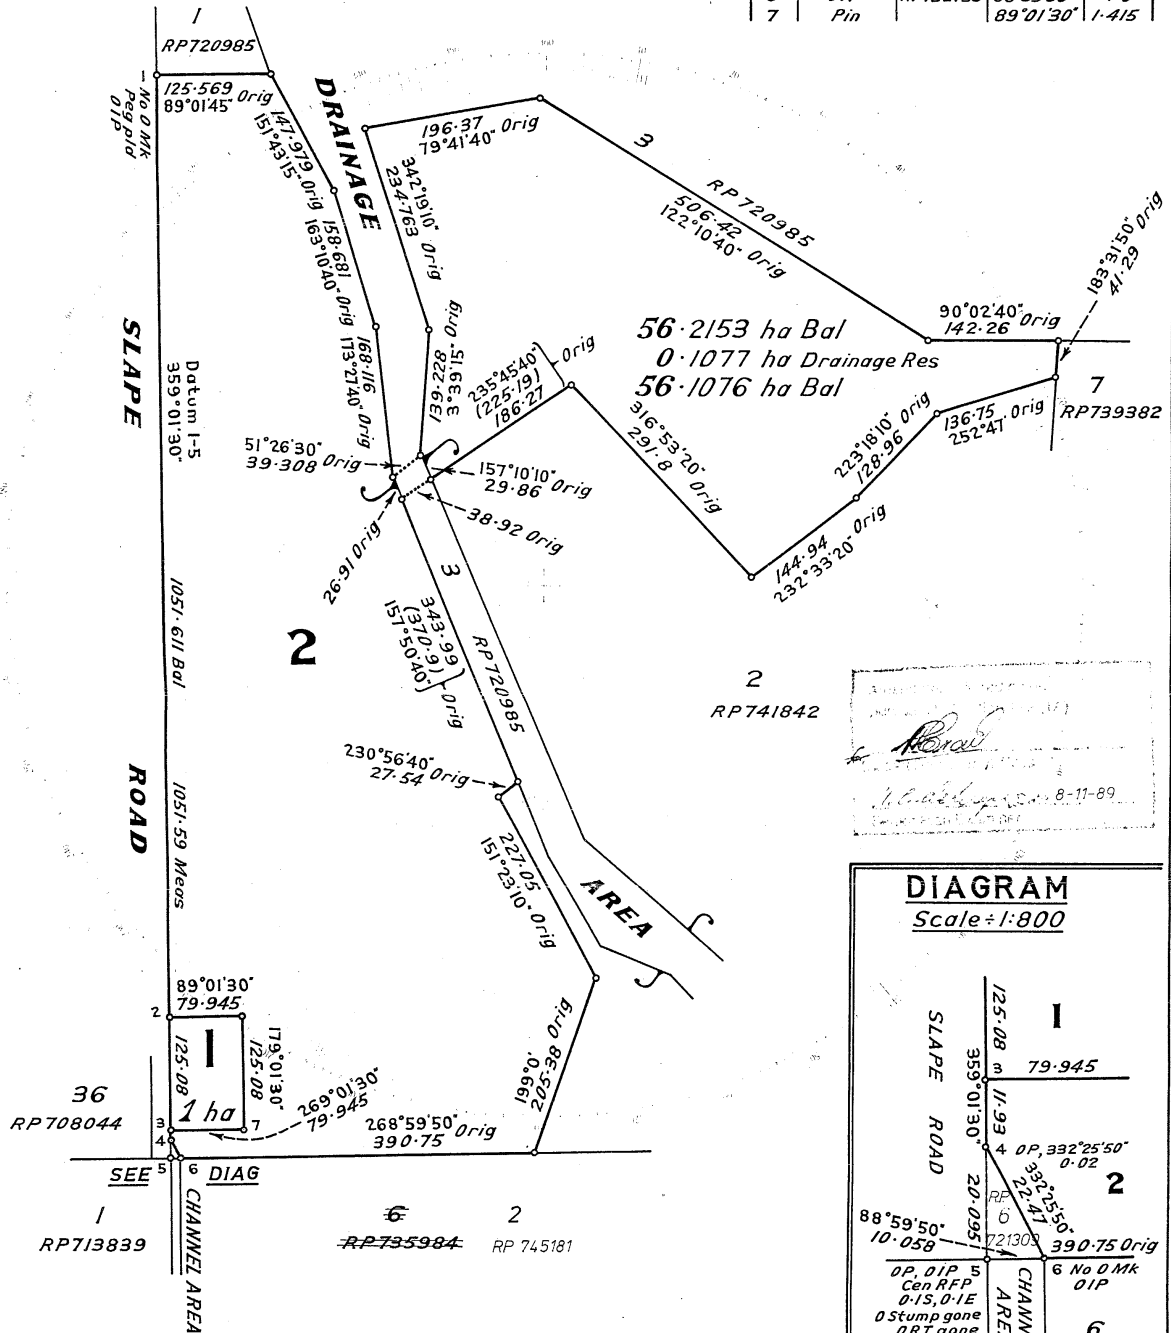 1
RP720985
7 Pin 89°01'30" 1·415
125·569 Orig
89°01'45"
No O Mk
Peg pld
OIP
147·979 Orig
151°43'15"
DRAINAGE
196·37 Orig
79°41'40"
342°19'10"
234·763 Orig
3
RP720985
506·42
122°10'40" Orig
183°31'50" Orig
41·29
158·681 Orig
163°10'40"
90°02'40"
142·26 Orig
56·2153 ha Bal
0·1077 ha Drainage Res
56·1076 ha Bal
SLAPE
Datum 1-5
359°01'30"
168·116 Orig
173°21'40"
139·228
3°39'15" Orig
235°45'40"
(225·19)
186·27
Orig
7
RP739382
136·75 Orig
252°47'
223°18'10" Orig
128·96
316°53'20"
291·8 Orig
51°26'30"
39·308 Orig
157°10'10"
29·86 Orig
38·92 Orig
26·91 Orig
144·94 Orig
232°33'20"
3
RP720985
343·99
(370·9)
157°50'40"
Orig
1051·611 Bal
2
2
RP741842
230°56'40"
27·54 Orig
8-11-89
ROAD
1051·59 Meas
227·05
151°23'10" Orig
AREA
89°01'30"
79·945
2
125·08
1
179°01'30"
125·08
1 ha
269°01'30"
79·945
199°0'
205·38 Orig
36
RP708044
3
7
4
268°59'50"
390·75 Orig
SEE 5 6 DIAG
CHANNEL AREA
1
RP713839
6
RP735984
2
RP 745181
DIAGRAM
Scale ÷ 1:800
SLAPE ROAD
125·08
1
3
79·945
359°01'30"
11·93
4 OP, 332°25'50"
0·02
332°25'50"
22·47
2
20·095
RP
6
721309
88°59'50"
10·058
390·75 Orig
OP, OIP 5
Cen RFP
0·1S, 0·1E
O Stump gone
ORT gone
6 No O Mk
OIP
CHANN
ARE
6